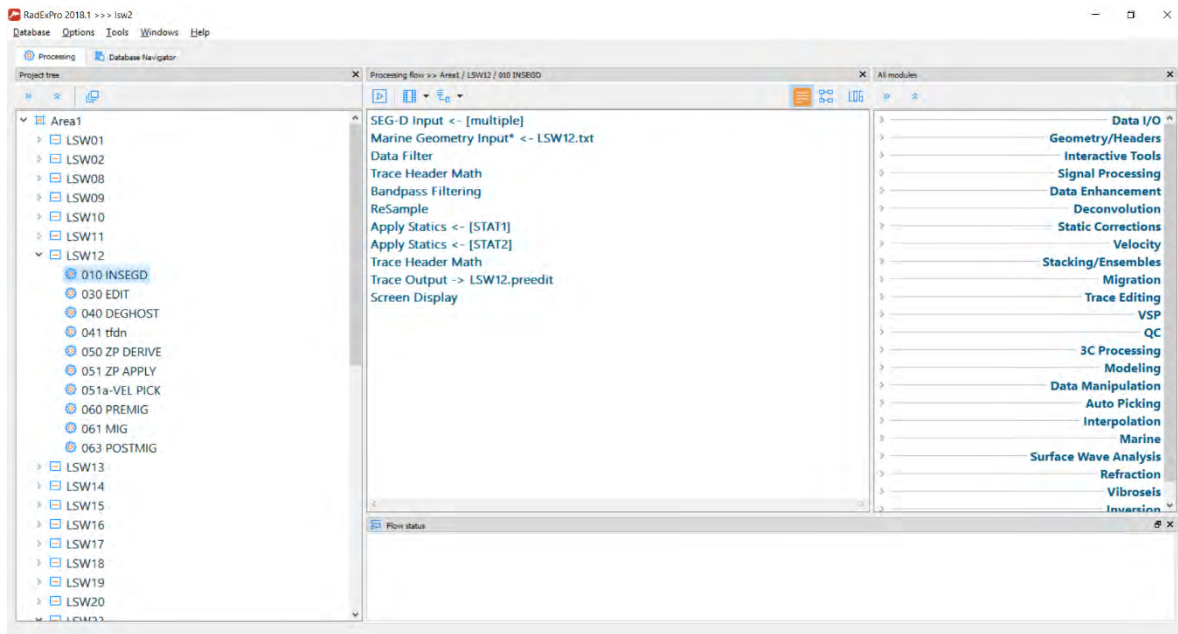 RadExPro 2018.1 >>> lsw2
Database Options Tools Windows Help
Processing Database Navigator
Project tree
Area1
LSW01
LSW02
LSW08
LSW09
LSW10
LSW11
LSW12
010 INSEGD
030 EDIT
040 DEGHOST
041 tfdn
050 ZP DERIVE
051 ZP APPLY
051a-VEL PICK
060 PREMIG
061 MIG
063 POSTMIG
LSW13
LSW14
LSW15
LSW16
LSW17
LSW18
LSW19
LSW20
LSW22
Processing flow >> Area1 / LSW12 / 010 INSEGD
LOG
SEG-D Input <- [multiple]
Marine Geometry Input* <- LSW12.txt
Data Filter
Trace Header Math
Bandpass Filtering
ReSample
Apply Statics <- [STAT1]
Apply Statics <- [STAT2]
Trace Header Math
Trace Output -> LSW12.preedit
Screen Display
Flow status
All modules
Data I/O
Geometry/Headers
Interactive Tools
Signal Processing
Data Enhancement
Deconvolution
Static Corrections
Velocity
Stacking/Ensembles
Migration
Trace Editing
VSP
QC
3C Processing
Modeling
Data Manipulation
Auto Picking
Interpolation
Marine
Surface Wave Analysis
Refraction
Vibroseis
Inversion